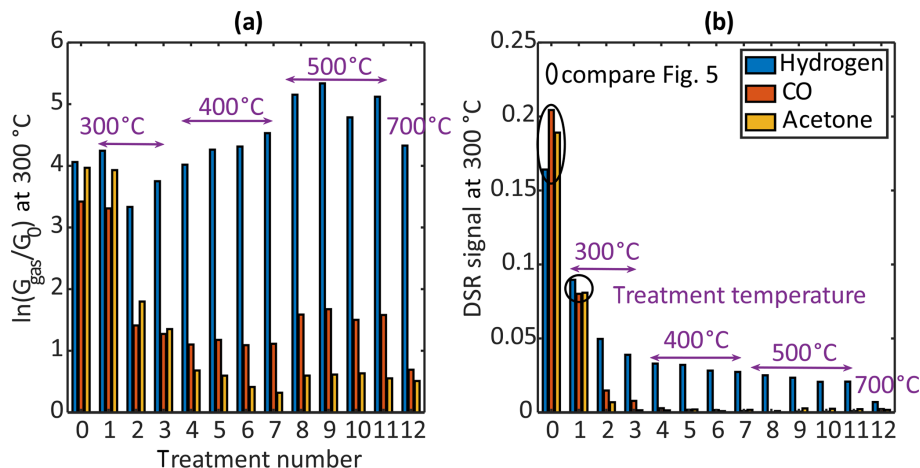 (a)
6
5
4
3
2
1
0
ln(G_gas/G_0) at 300 °C
500°C
400°C
300°C
700°C
0 1 2 3 4 5 6 7 8 9 10 11 12
Treatment number
(b)
0.25
0.2
0.15
0.1
0.05
0
DSR signal at 300 °C
compare Fig. 5
Hydrogen
CO
Acetone
300°C
Treatment temperature
400°C
500°C
700°C
0 1 2 3 4 5 6 7 8 9 10 11 12